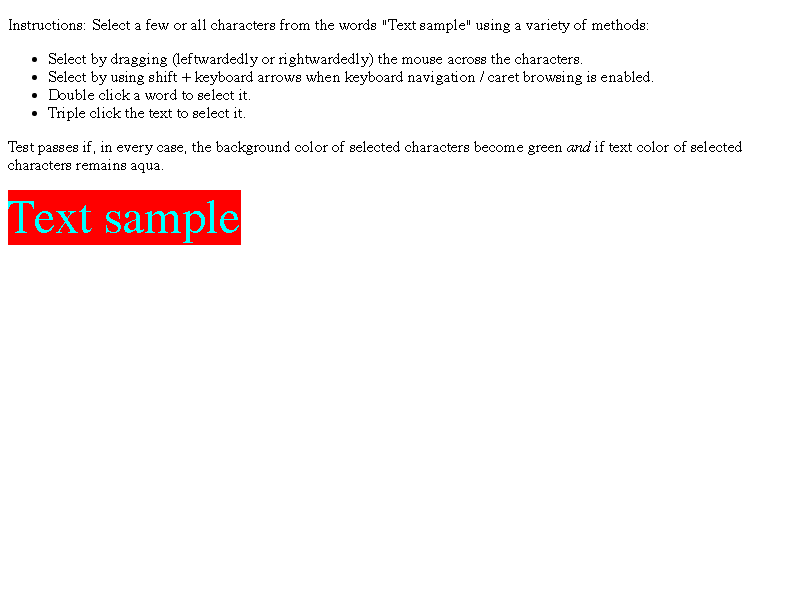 Instructions: Select a few or all characters from the words "Text sample" using a variety of methods:
Select by dragging (leftwardedly or rightwardedly) the mouse across the characters.
Select by using shift + keyboard arrows when keyboard navigation / caret browsing is enabled.
Double click a word to select it.
Triple click the text to select it.
Test passes if, in every case, the background color of selected characters become green and if text color of selected
characters remains aqua.
Text sample